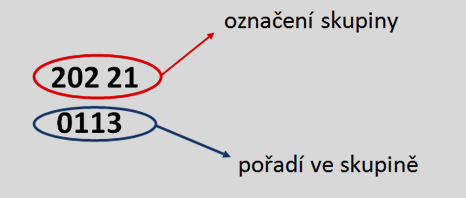 označení skupiny
202 21
0113
pořadí ve skupině